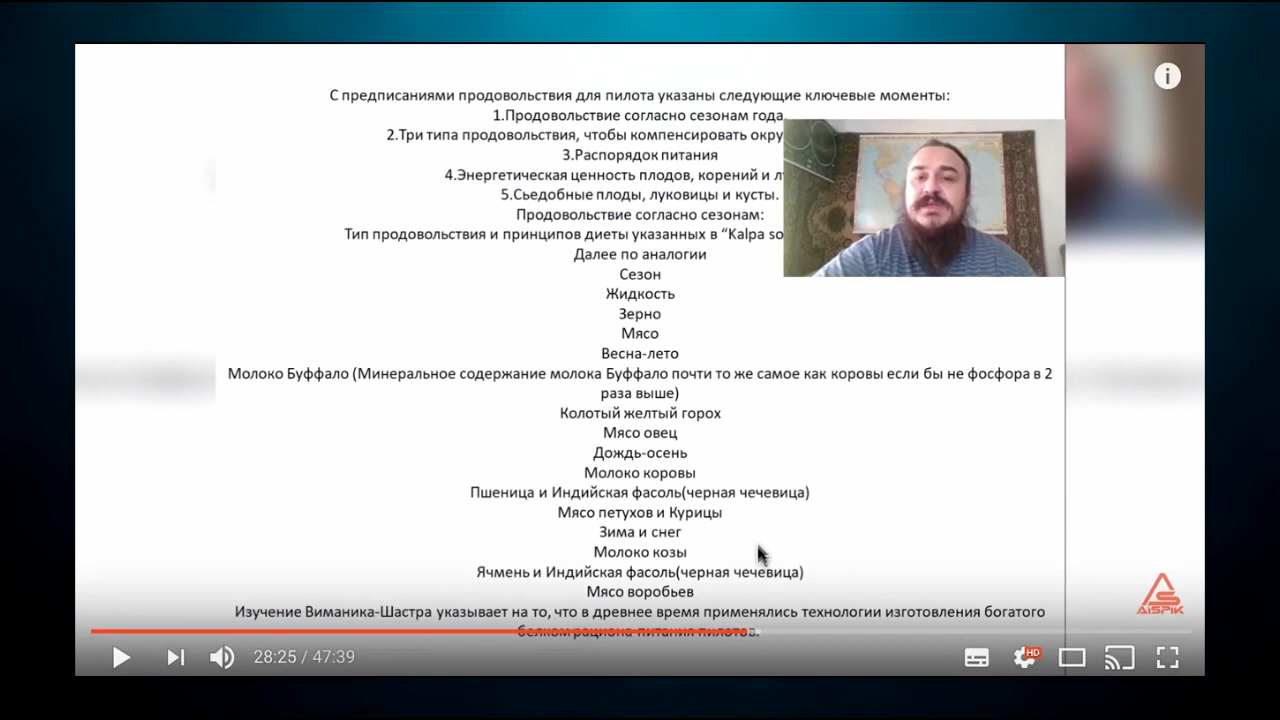 С предписаниями продовольствия для пилота указаны следующие ключевые моменты:
1.Продовольствие согласно сезонам года.
2.Три типа продовольствия, чтобы компенсировать
3.Распорядок питания
4.Энергетическая ценность плодов, корений и
5.Сьедобные плоды, луковицы и кусты.
Продовольствие согласно сезонам:
Тип продовольствия и принципов диеты указанных в “Kalpa
Далее по аналогии
Сезон
Жидкость
Зерно
Мясо
Весна-лето
Молоко Буффало (Минеральное содержание молока Буффало почти то же самое как коровы если бы не фосфора в 2
раза выше)
Колотый желтый горох
Мясо овец
Дождь-осень
Молоко коровы
Пшеница и Индийская фасоль(черная чечевица)
Мясо петухов и Курицы
Зима и снег
Молоко козы
Ячмень и Индийская фасоль(черная чечевица)
Мясо воробьев
Изучение Виманика-Шастра указывает на то, что в древнее время применялись технологии изготовления богатого
белком рациона питания пилотов.
AISPIK
28:25 / 47:39
HD